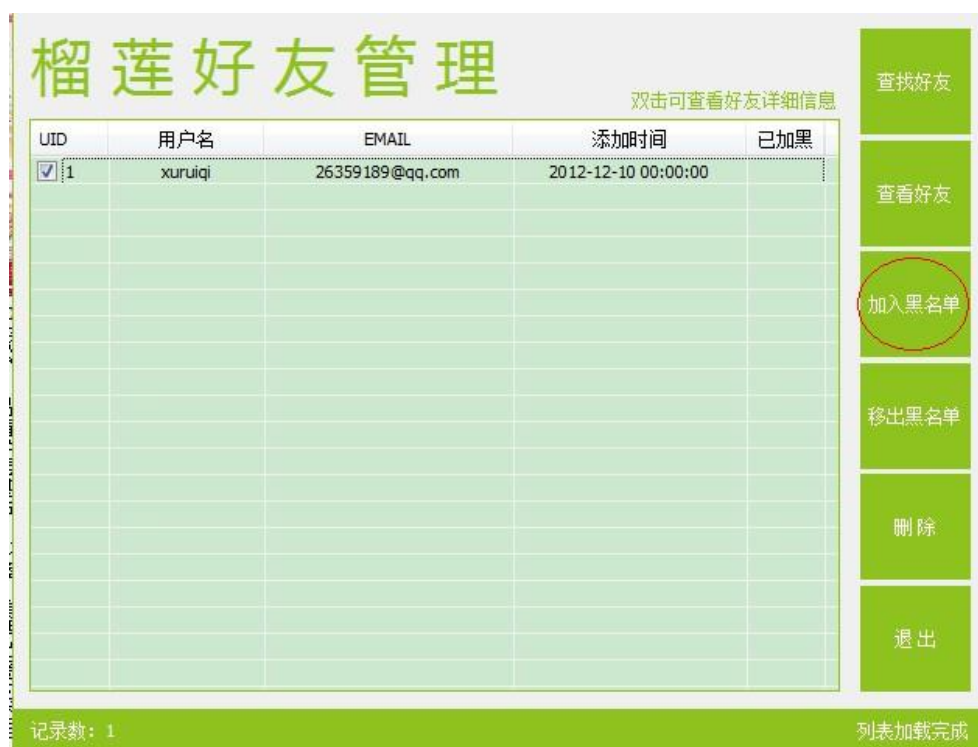 榴莲好友管理
双击可查看好友详细信息
UID 用户名 EMAIL 添加时间 已加黑
1 xuruiqi 26359189@qq.com 2012-12-10 00:00:00
查找好友
查看好友
加入黑名单
移出黑名单
删除
退出
记录数：1 列表加载完成